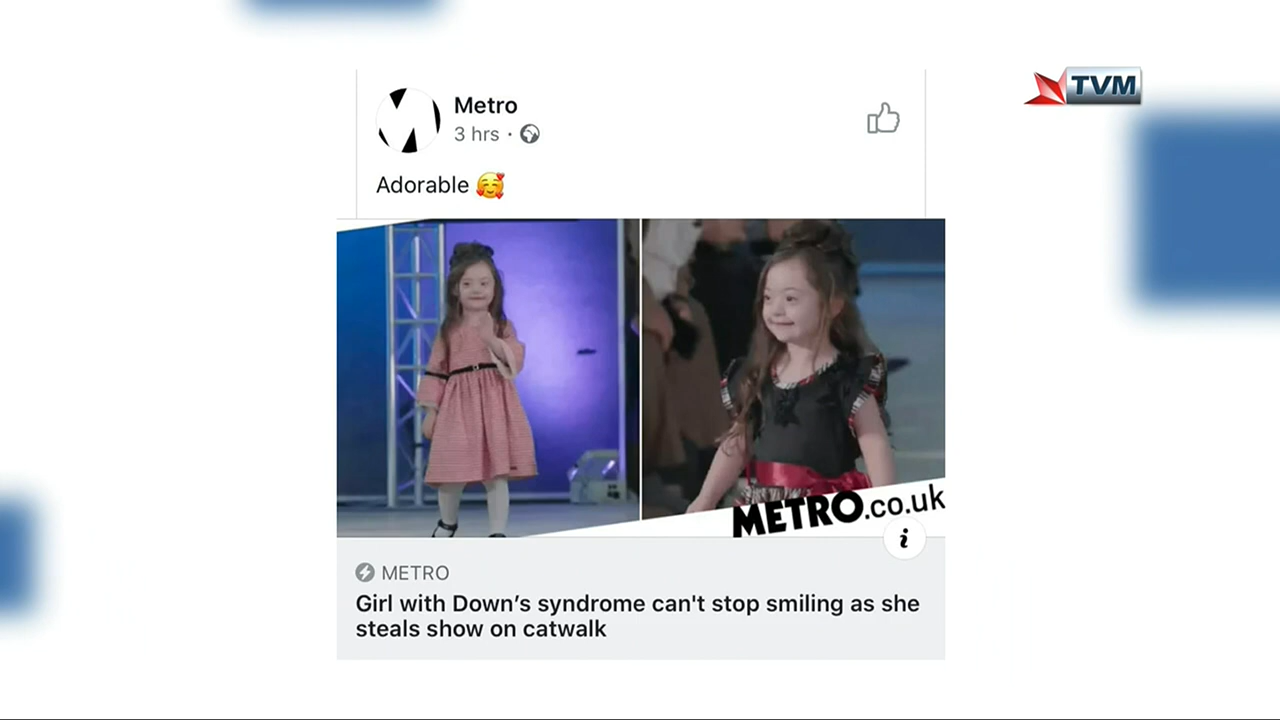 TVM
Metro
3 hrs ·
Adorable 🥰
METRO.co.uk
i
METRO
Girl with Down’s syndrome can't stop smiling as she
steals show on catwalk